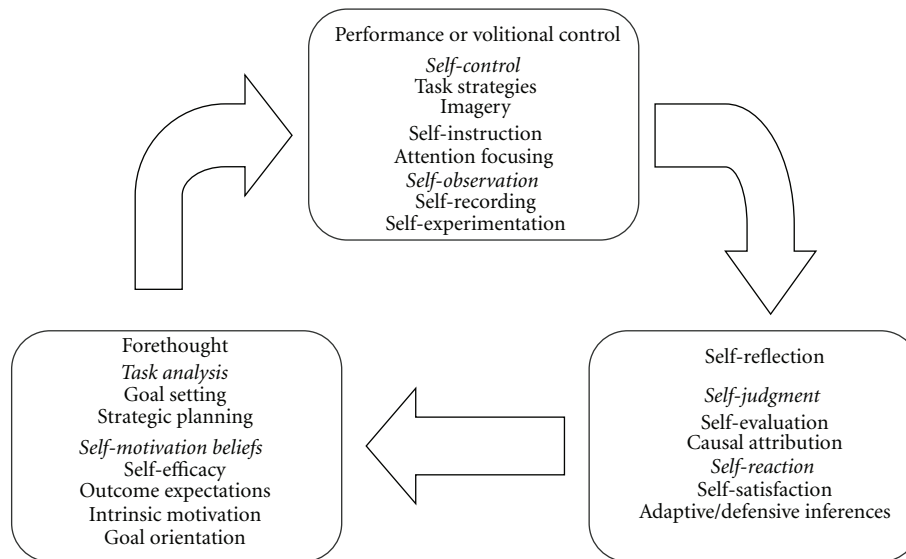 Performance or volitional control
Self-control
Task strategies
Imagery
Self-instruction
Attention focusing
Self-observation
Self-recording
Self-experimentation
Forethought
Task analysis
Goal setting
Strategic planning
Self-motivation beliefs
Self-efficacy
Outcome expectations
Intrinsic motivation
Goal orientation
Self-reflection
Self-judgment
Self-evaluation
Causal attribution
Self-reaction
Self-satisfaction
Adaptive/defensive inferences